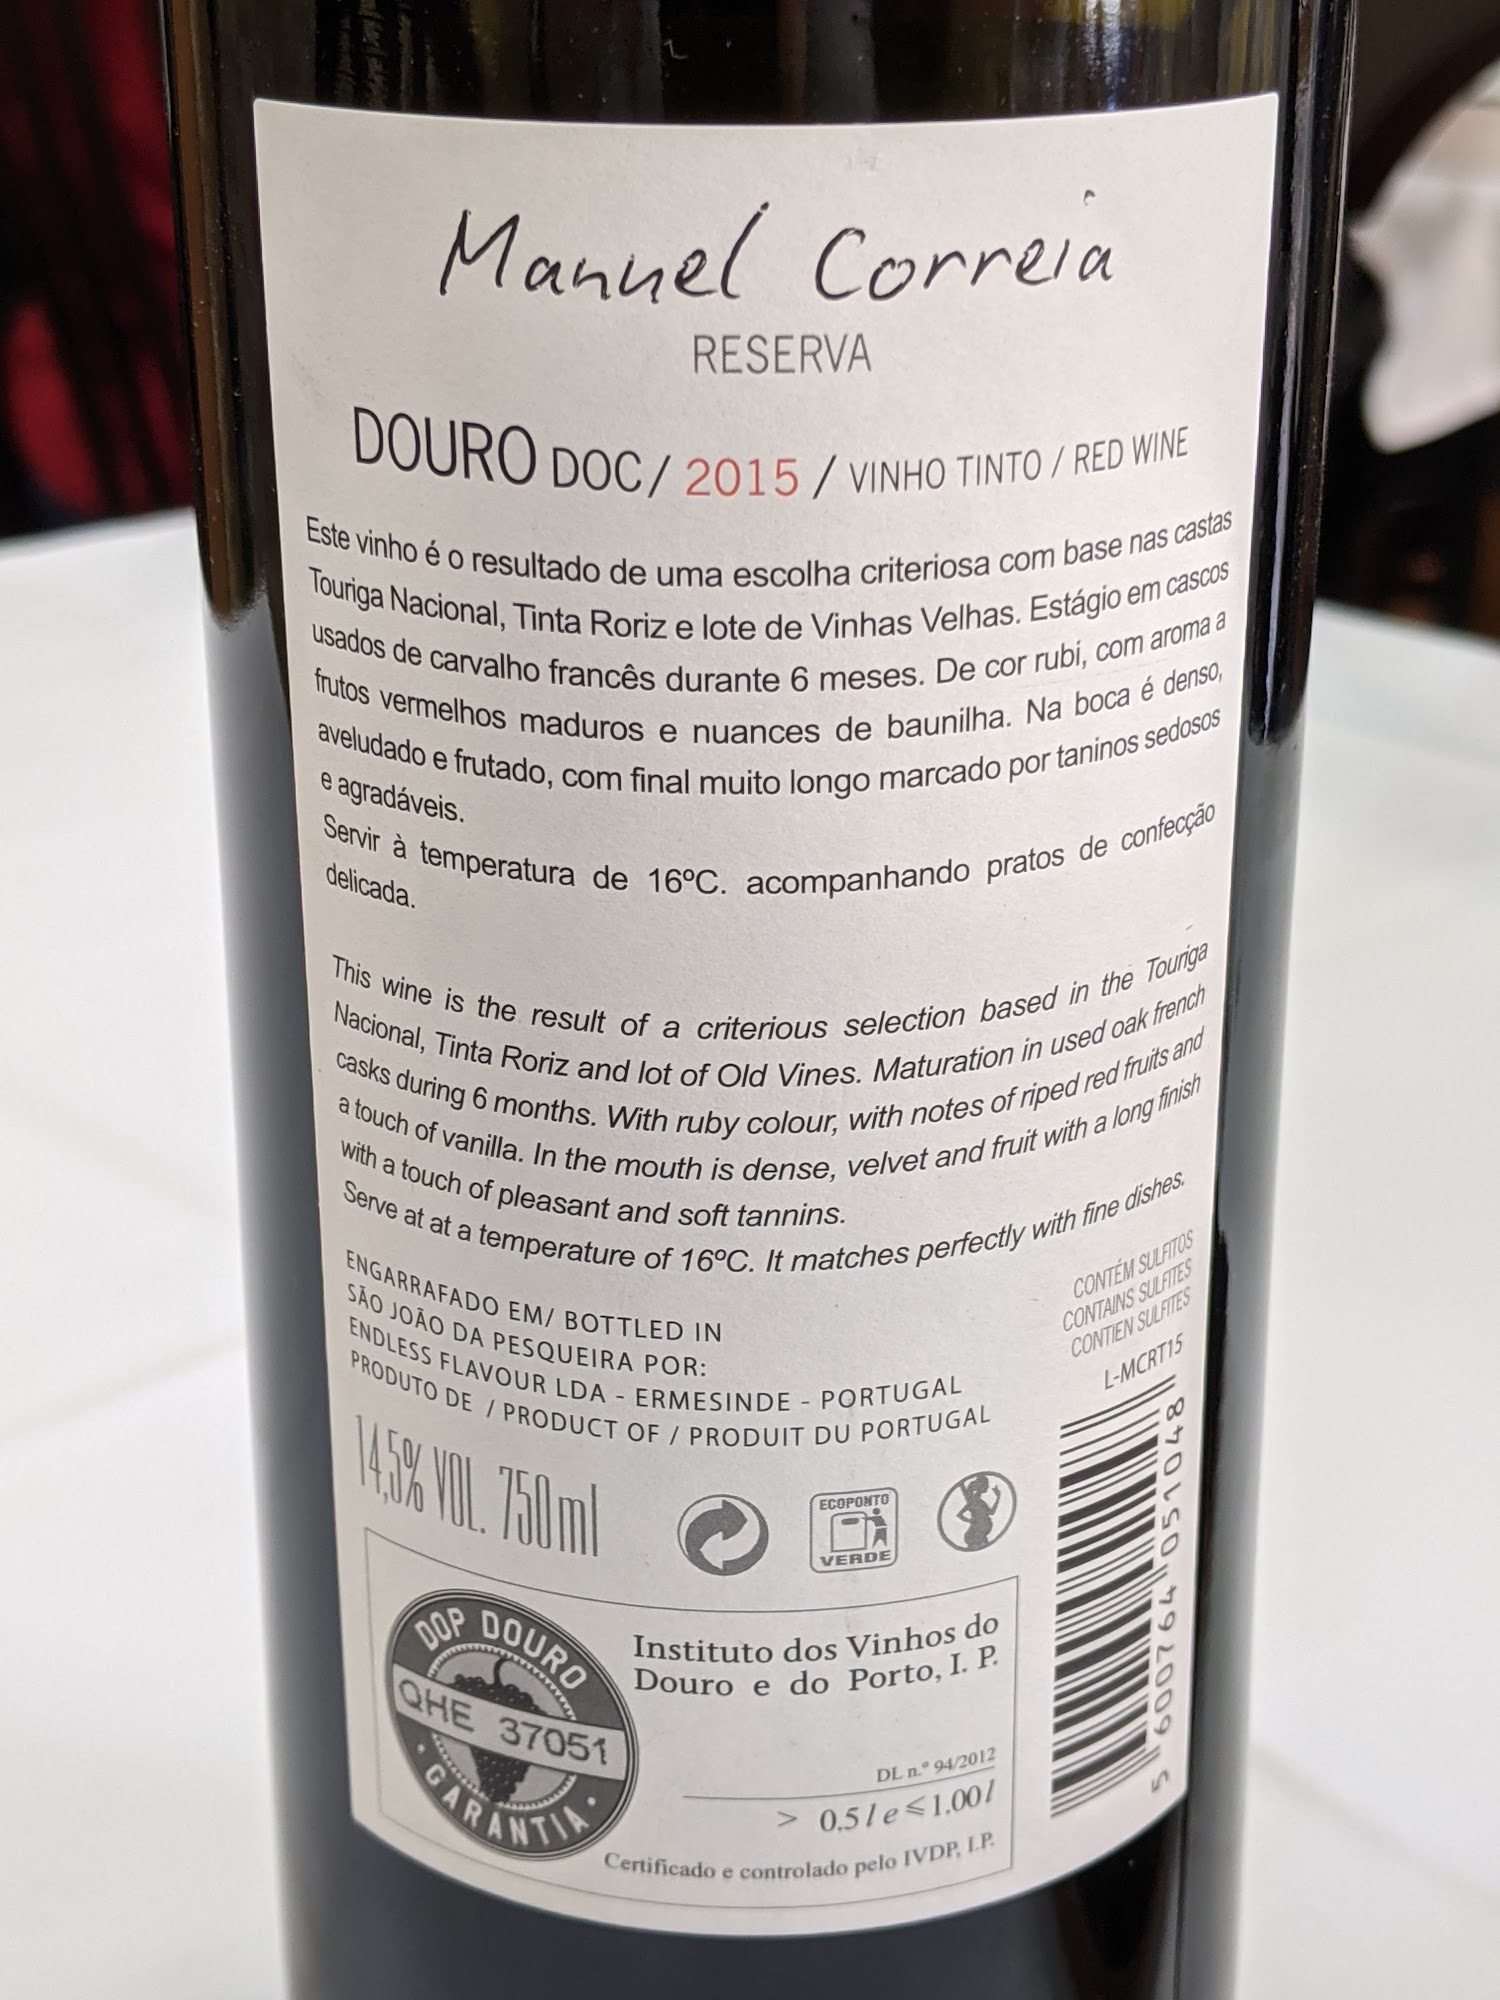 Manuel Correia
RESERVA
DOURO DOC / 2015 / VINHO TINTO / RED WINE
Este vinho é o resultado de uma escolha criteriosa com base nas castas
Touriga Nacional, Tinta Roriz e lote de Vinhas Velhas. Estágio em cascos
usados de carvalho francês durante 6 meses. De cor rubi, com aroma a
frutos vermelhos maduros e nuances de baunilha. Na boca é denso,
aveludado e frutado, com final muito longo marcado por taninos sedosos
e agradáveis.
Servir à temperatura de 16ºC. acompanhando pratos de confecção
delicada.
This wine is the result of a criterious selection based in the Touriga
Nacional, Tinta Roriz and lot of Old Vines. Maturation in used oak french
casks during 6 months. With ruby colour, with notes of riped red fruits and
a touch of vanilla. In the mouth is dense, velvet and fruit with a long finish
with a touch of pleasant and soft tannins.
Serve at at a temperature of 16ºC. It matches perfectly with fine dishes.
ENGARRAFADO EM/ BOTTLED IN
SÃO JOÃO DA PESQUEIRA POR:
ENDLESS FLAVOUR LDA - ERMESINDE - PORTUGAL
PRODUTO DE / PRODUCT OF / PRODUIT DU PORTUGAL
CONTÉM SULFITOS
CONTAINS SULFITES
CONTIEN SULFITES
L-MCRT15
14,5% VOL. 750ml
ECOPONTO
VERDE
5 600764 051048
DOP DOURO
QHE 37051
GARANTIA
Instituto dos Vinhos do
Douro e do Porto, I. P.
DL n.º 94/2012
> 0.5 l e ⩽ 1.00 l
Certificado e controlado pelo IVDP, I.P.